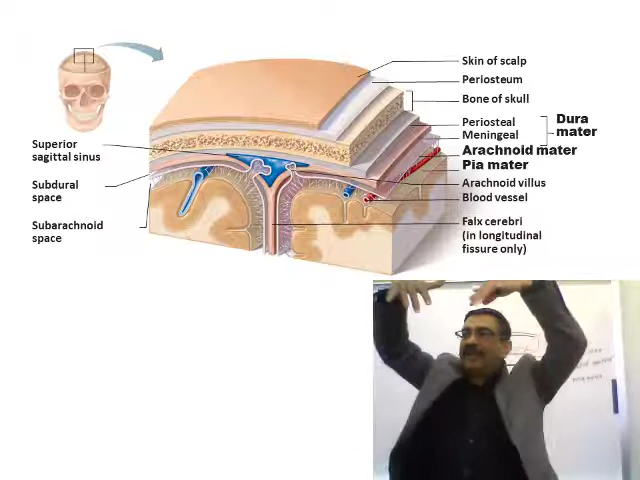 Skin of scalp
Periosteum
Bone of skull
Periosteal
Meningeal
Dura
mater
Arachnoid mater
Pia mater
Arachnoid villus
Blood vessel
Falx cerebri
(in longitudinal
fissure only)
Superior
sagittal sinus
Subdural
space
Subarachnoid
space